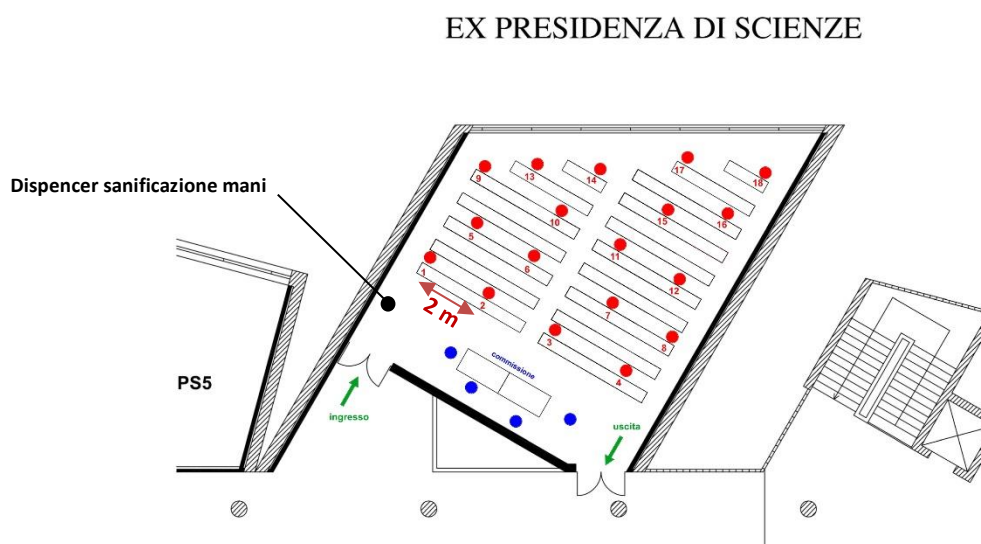 EX PRESIDENZA DI SCIENZE
Dispencer sanificazione mani
9
13
14
17
18
10
15
16
5
6
11
12
1
2
2 m
7
8
3
4
commissione
PS5
ingresso
uscita